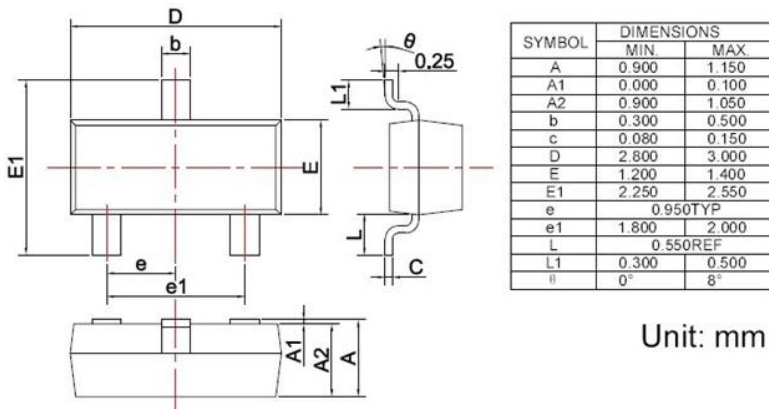 D
b
θ
0.25
L1
E1
E
L
C
e
e1
A1
A2
A
SYMBOL DIMENSIONS
MIN. MAX.
A 0.900 1.150
A1 0.000 0.100
A2 0.900 1.050
b 0.300 0.500
c 0.080 0.150
D 2.800 3.000
E 1.200 1.400
E1 2.250 2.550
e 0.950TYP
e1 1.800 2.000
L 0.550REF
L1 0.300 0.500
θ 0° 8°
Unit: mm